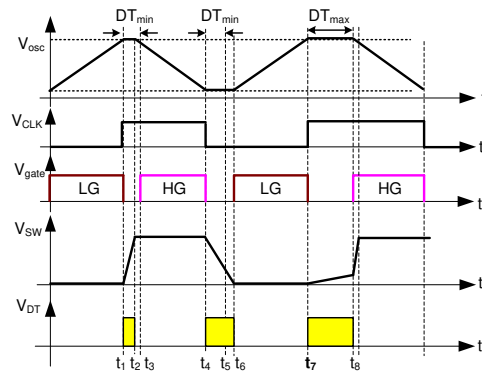 DTmin DTmin DTmax
Vosc
t
VCLK
t
Vgate
LG HG LG HG
t
VSW
t
VDT
t
t1 t2 t3 t4 t5 t6 t7 t8